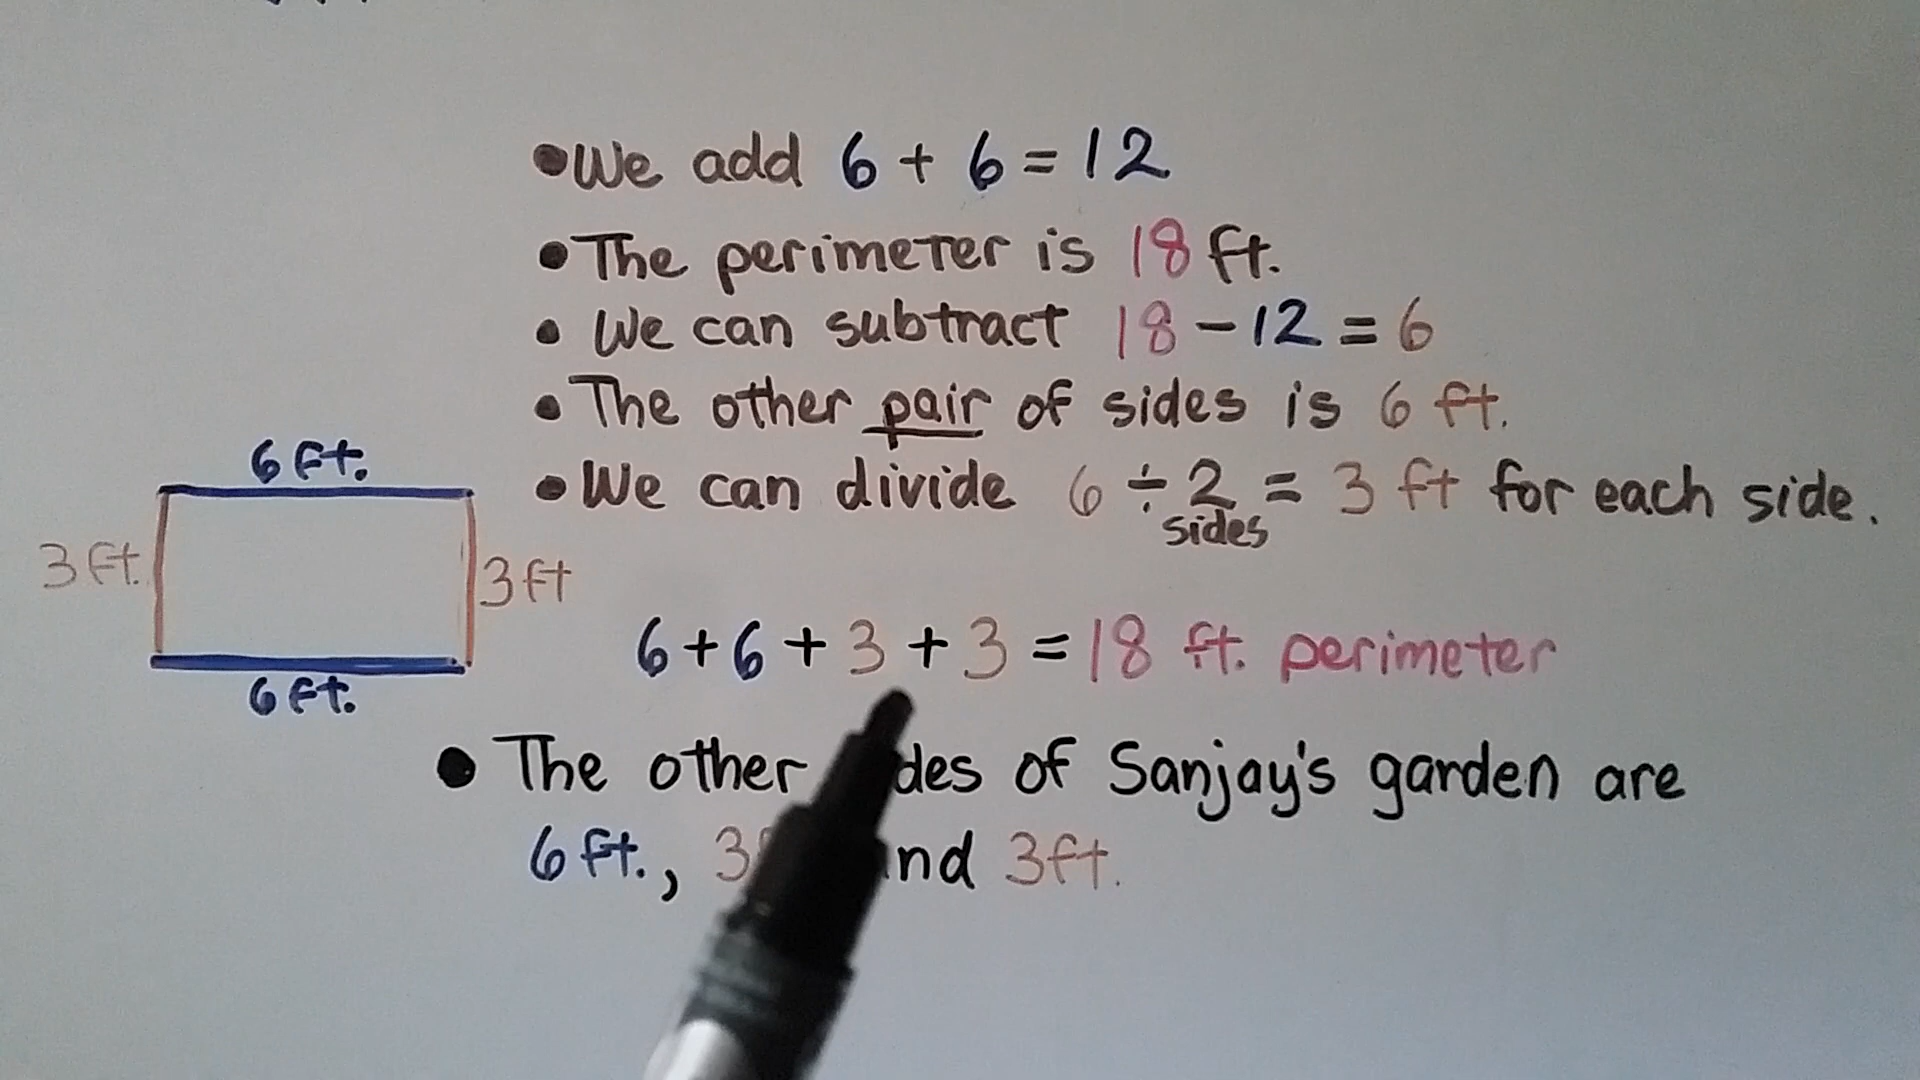 •We add 6 + 6 = 12
•The perimeter is 18 ft.
• We can subtract 18 - 12 = 6
• The other pair of sides is 6 ft.
•We can divide 6 ÷ 2 = 3 ft for each side.
sides
6 ft.
3 ft.
3 ft
6 ft.
6 + 6 + 3 + 3 = 18 ft. perimeter
• The other of Sanjay's garden are
6 ft., 3 and 3 ft.